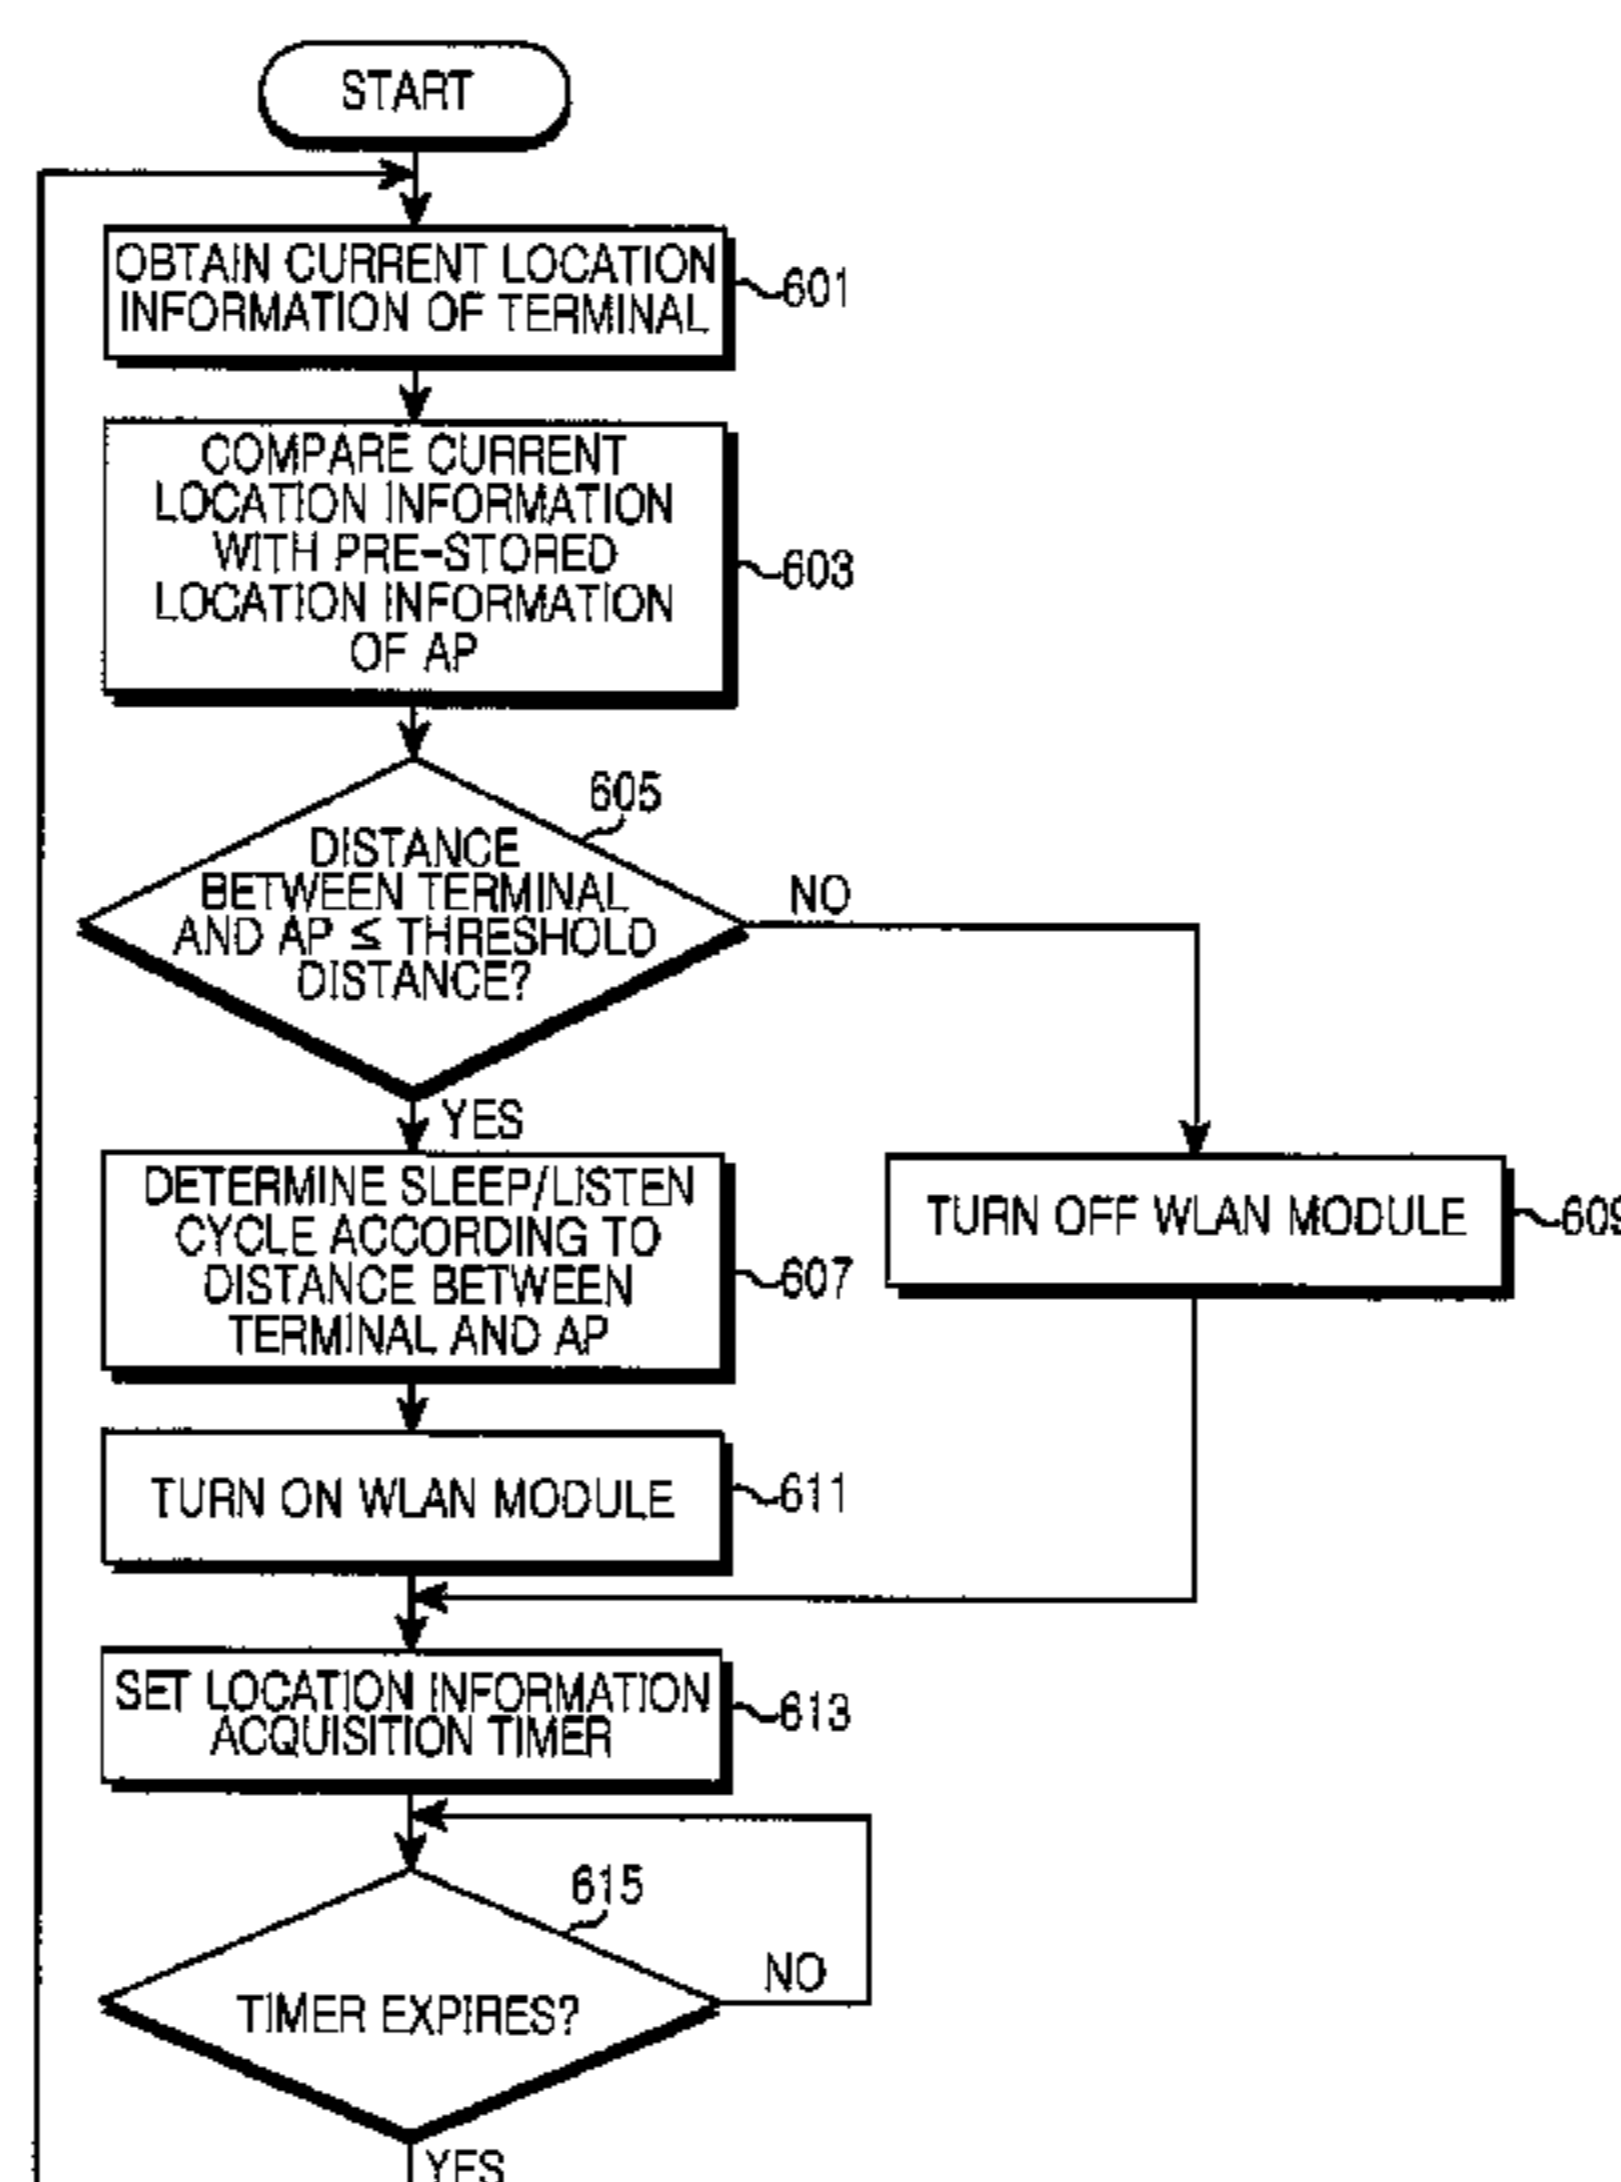 START
OBTAIN CURRENT LOCATION
INFORMATION OF TERMINAL
601
COMPARE CURRENT
LOCATION INFORMATION
WITH PRE-STORED
LOCATION INFORMATION
OF AP
603
605
DISTANCE
BETWEEN TERMINAL
AND AP ≤ THRESHOLD
DISTANCE?
NO
YES
DETERMINE SLEEP/LISTEN
CYCLE ACCORDING TO
DISTANCE BETWEEN
TERMINAL AND AP
607
TURN OFF WLAN MODULE
609
TURN ON WLAN MODULE
611
SET LOCATION INFORMATION
ACQUISITION TIMER
613
615
TIMER EXPIRES?
NO
YES